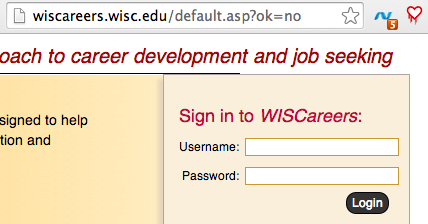 wiscareers.wisc.edu/default.asp?ok=no
5
oach to career development and job seeking
signed to help
tion and
Sign in to WISCareers:
Username:
Password:
Login